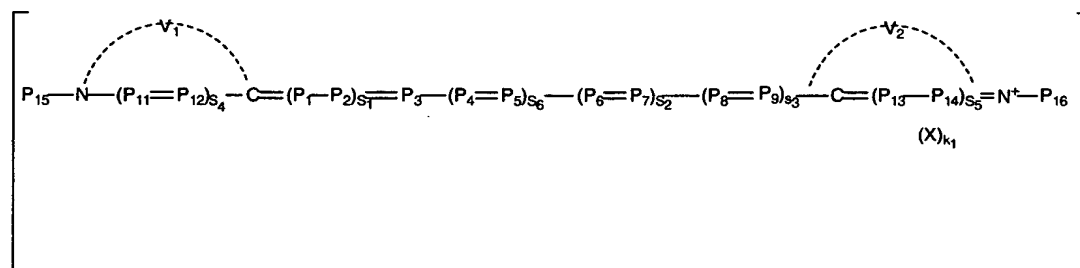 V₁ V₂
P₁₅—N—(P₁₁=P₁₂)S₄—C=(P₁—P₂)S₁=P₃—(P₄=P₅)S₆—(P₆=P₇)S₂—(P₈=P₉)s₃—C=(P₁₃—P₁₄)S₅=N⁺—P₁₆
(X)k₁